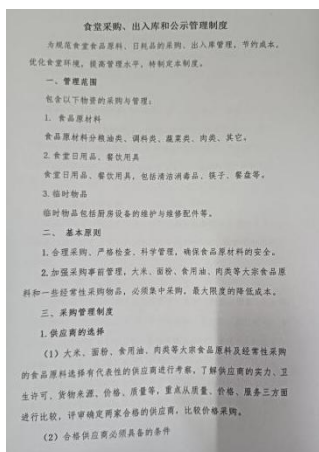 食堂采购、出入库和公示管理制度
为规范食堂食品原料、日耗品的采购、出入库管理，节约成本，
优化食堂环境，提高管理水平，特制定本制度。
一、管理范围
包含以下物资的采购与管理：
1. 食品原材料
食品原材料分粮油类、调料类、蔬菜类、肉类、其它。
2.食堂日用品、餐饮用具
食堂日用品、餐饮用具，包括清洁消毒品、筷子、餐盘等。
3.临时物品
临时物品包括厨房设备的维护与维修配件等。
二、 基本原则
1.合理采购、严格检查、科学管理，确保食品原材料的安全。
2.加强采购事前管理，大米、面粉、食用油、肉类等大宗食品原
料和一些经常性采购物品，必须集中采购，最大限度的降低成本。
三、采购管理制度
1.供应商的选择
（1）大米、面粉、食用油、肉类等大宗食品原料及经常性采购
的食品原料选择有代表性的供应商进行考察，了解供应商的实力、卫
生许可、货物来源、价格、质量等，重点从质量、价格、服务三方面
进行比较，评审确定两家合格的供应商，比较价格采购。
（2）合格供应商必须具备的条件